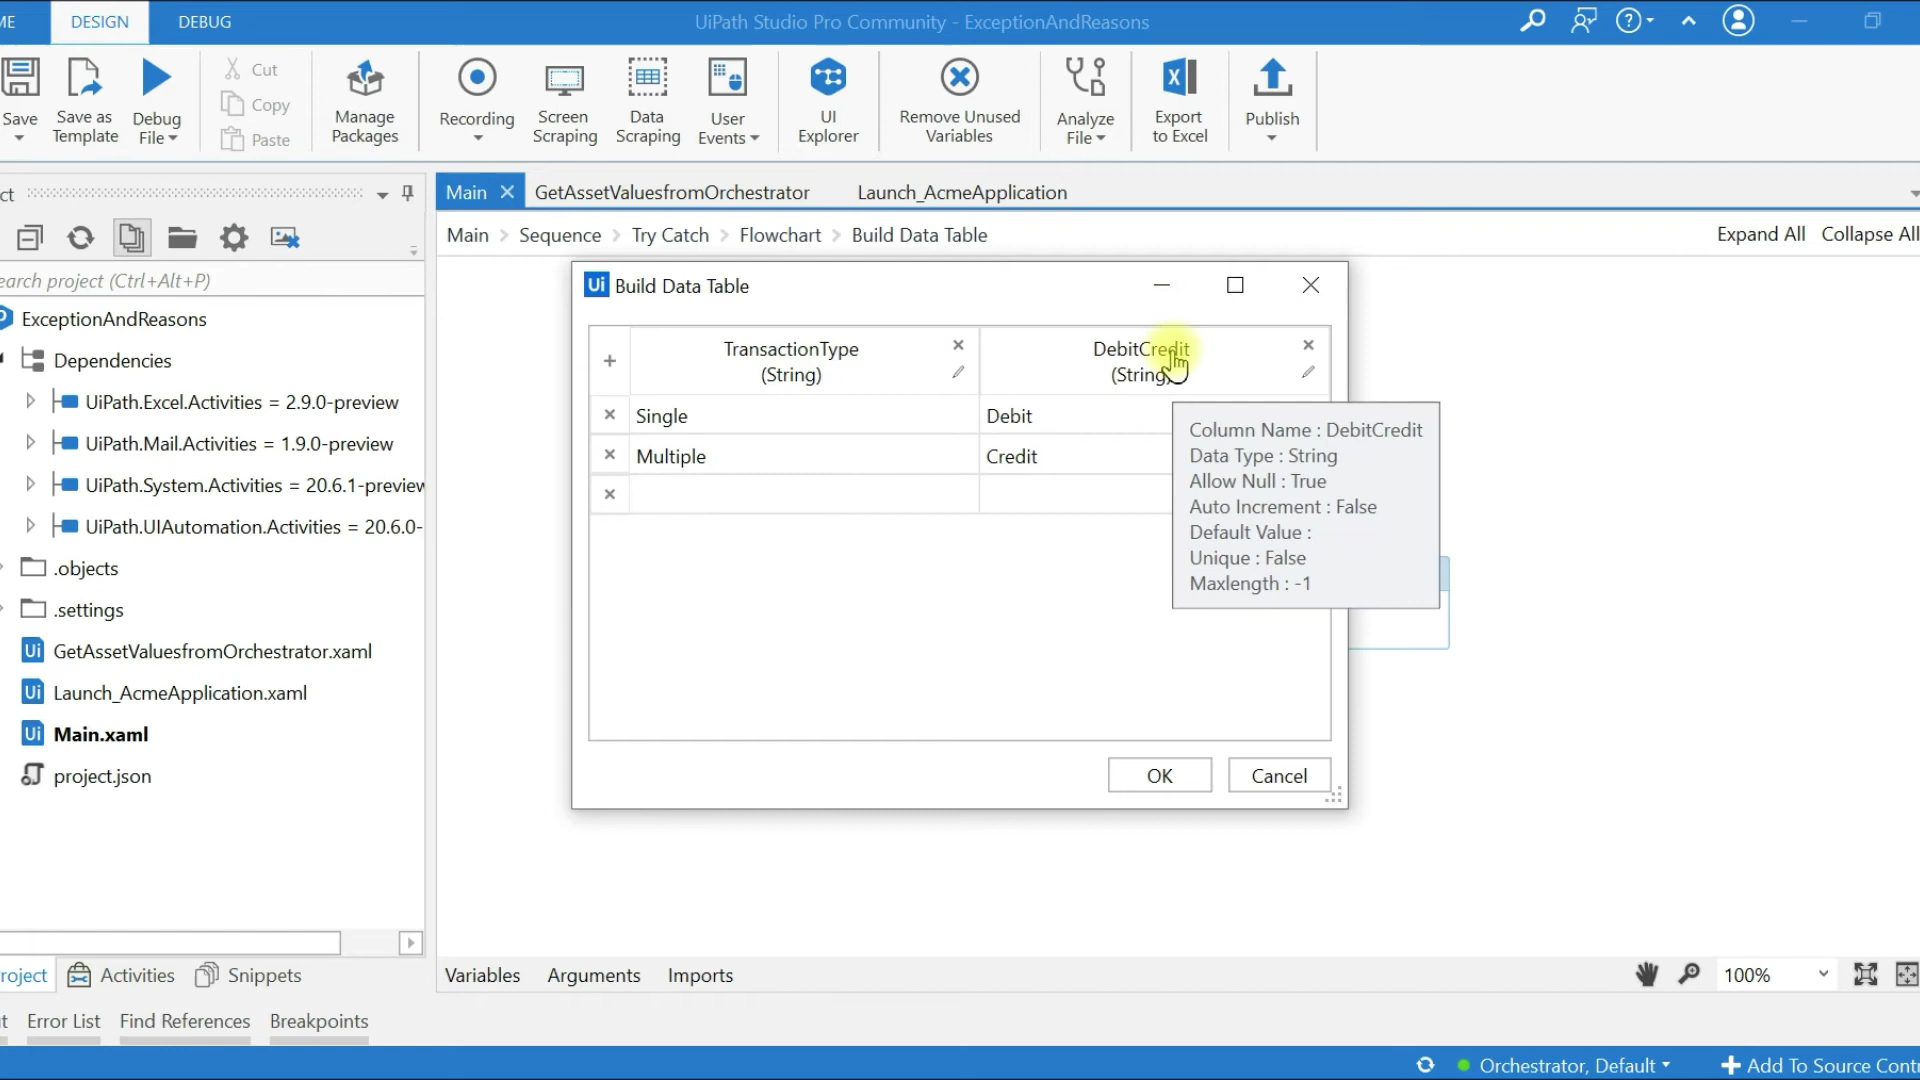 ME
DESIGN
DEBUG
UiPath Studio Pro Community - ExceptionAndReasons
Save
Save as
Template
Debug
File
Cut
Copy
Paste
Manage
Packages
Recording
Screen
Scraping
Data
Scraping
User
Events
UI
Explorer
Remove Unused
Variables
Analyze
File
Export
to Excel
Publish
ct
Main
GetAssetValuesfromOrchestrator
Launch_AcmeApplication
Main > Sequence > Try Catch > Flowchart > Build Data Table
Expand All
Collapse All
earch project (Ctrl+Alt+P)
ExceptionAndReasons
Dependencies
UiPath.Excel.Activities = 2.9.0-preview
UiPath.Mail.Activities = 1.9.0-preview
UiPath.System.Activities = 20.6.1-preview
UiPath.UIAutomation.Activities = 20.6.0-
.objects
.settings
Ui GetAssetValuesfromOrchestrator.xaml
Ui Launch_AcmeApplication.xaml
Ui Main.xaml
project.json
Ui Build Data Table
TransactionType
(String)
DebitCredit
(String)
Single
Debit
Multiple
Credit
Column Name : DebitCredit
Data Type : String
Allow Null : True
Auto Increment : False
Default Value :
Unique : False
Maxlength : -1
OK
Cancel
roject
Activities
Snippets
Variables
Arguments
Imports
100%
t
Error List
Find References
Breakpoints
Orchestrator, Default
Add To Source Cont